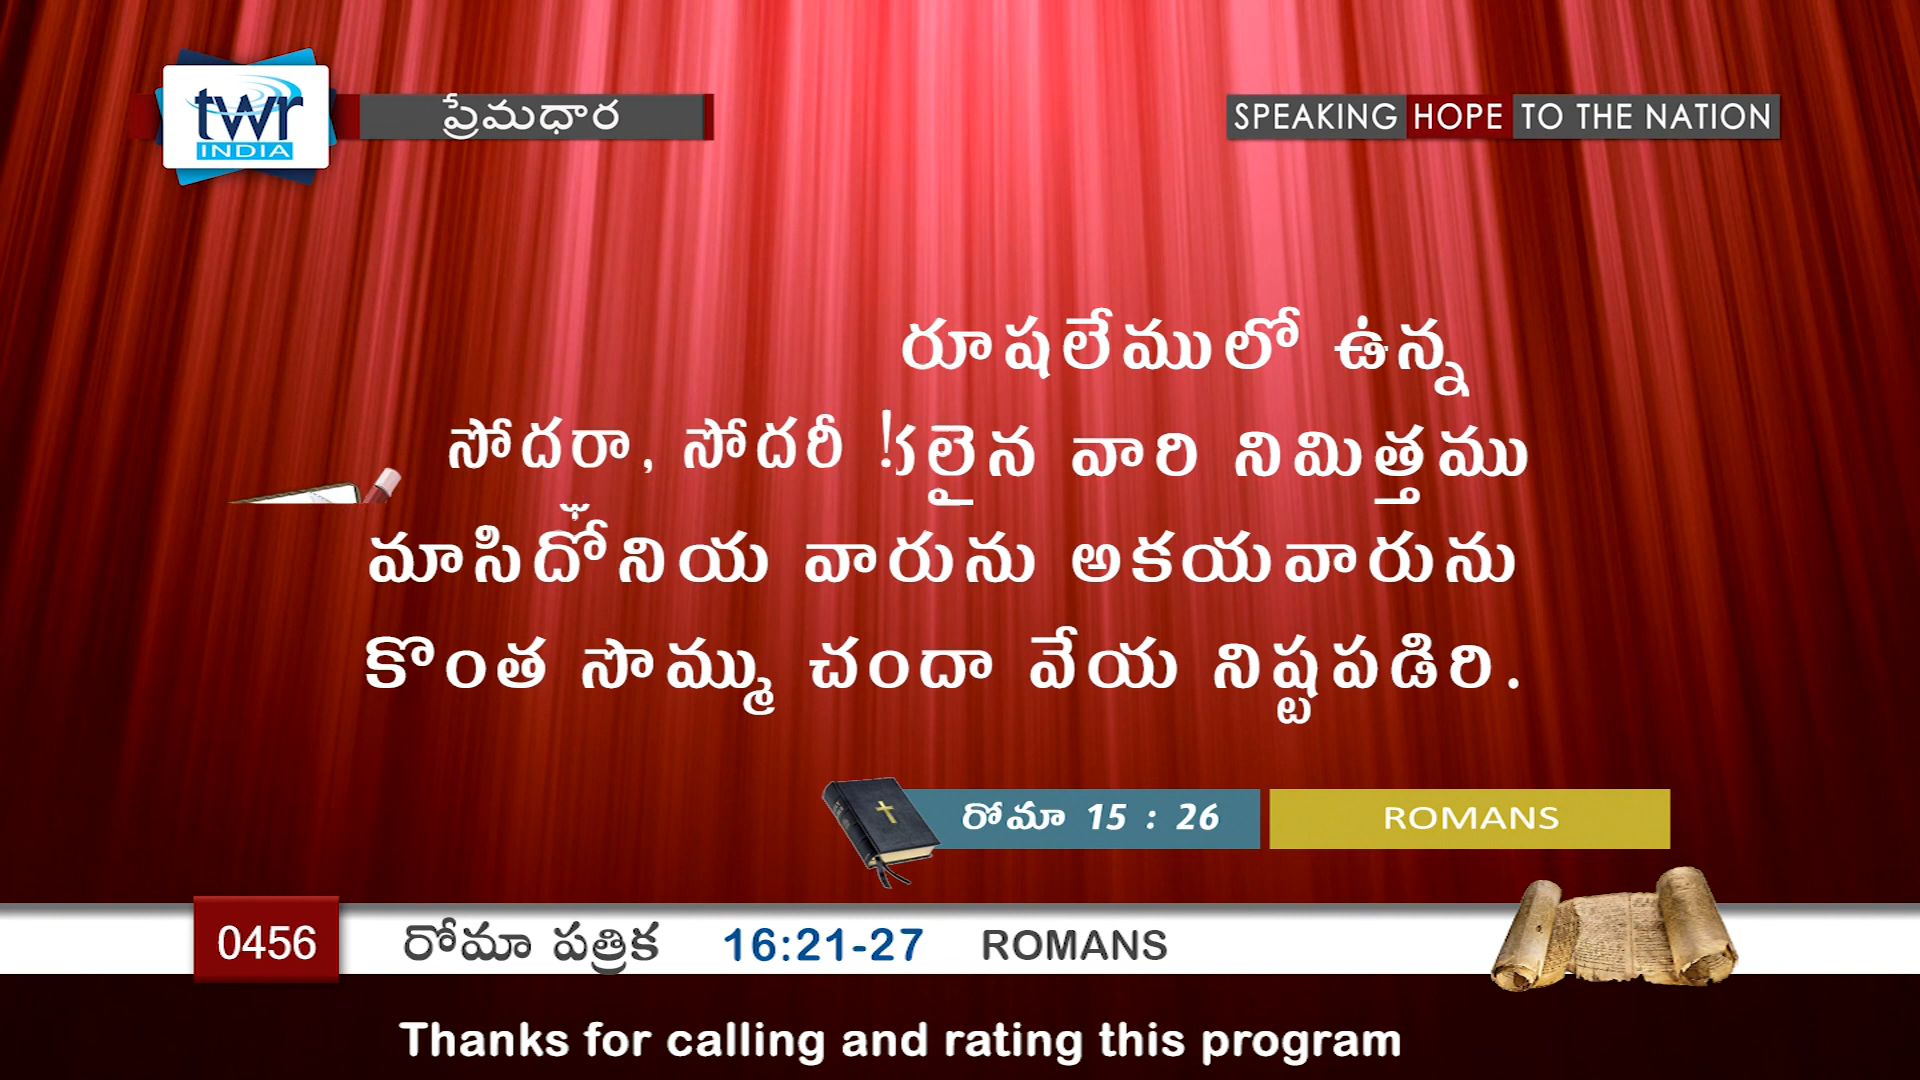 twr
INDIA
ప్రేమధార
SPEAKING HOPE TO THE NATION
రూషలేములో ఉన్న
సోదరా, సోదరీ !
లైన వారి నిమిత్తము
మాసిదోనియ వారును అకయవారును
కొంత సొమ్ము చందా వేయ నిష్టపడిరి.
రోమా 15 : 26
ROMANS
0456
రోమా పత్రిక 16:21-27 ROMANS
Thanks for calling and rating this program